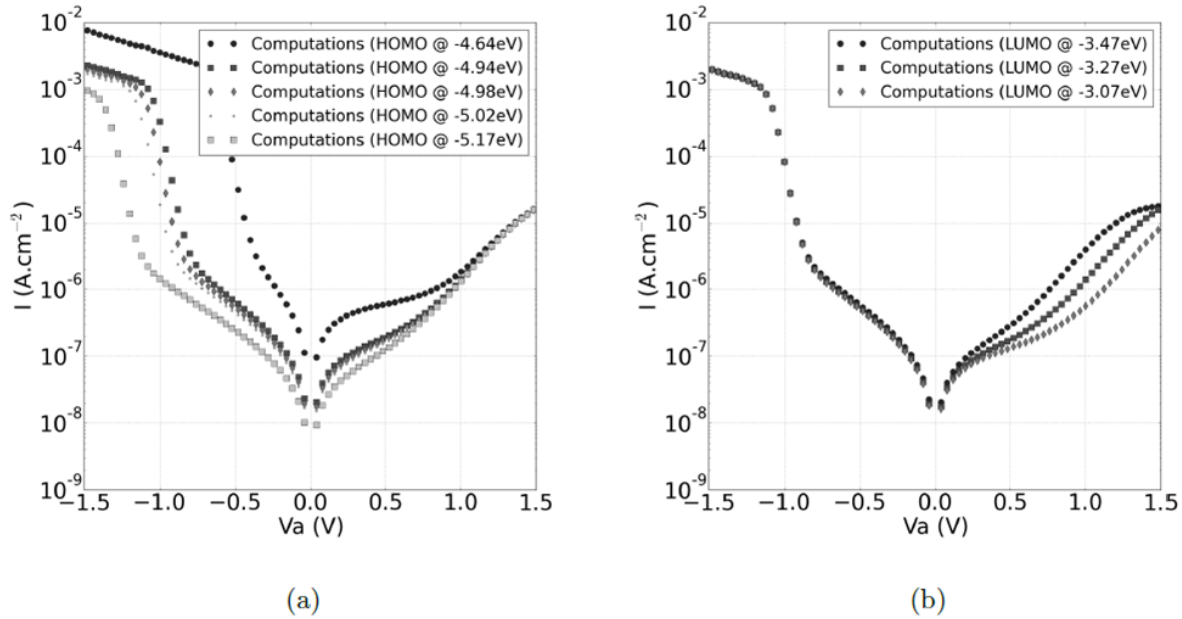 10⁻²
10⁻³
10⁻⁴
10⁻⁵
10⁻⁶
10⁻⁷
10⁻⁸
10⁻⁹
I (A.cm⁻²)
Computations (HOMO @ -4.64eV)
Computations (HOMO @ -4.94eV)
Computations (HOMO @ -4.98eV)
Computations (HOMO @ -5.02eV)
Computations (HOMO @ -5.17eV)
−1.5 −1.0 −0.5 0.0 0.5 1.0 1.5
Va (V)
(a)
10⁻²
10⁻³
10⁻⁴
10⁻⁵
10⁻⁶
10⁻⁷
10⁻⁸
10⁻⁹
I (A.cm⁻²)
Computations (LUMO @ -3.47eV)
Computations (LUMO @ -3.27eV)
Computations (LUMO @ -3.07eV)
−1.5 −1.0 −0.5 0.0 0.5 1.0 1.5
Va (V)
(b)